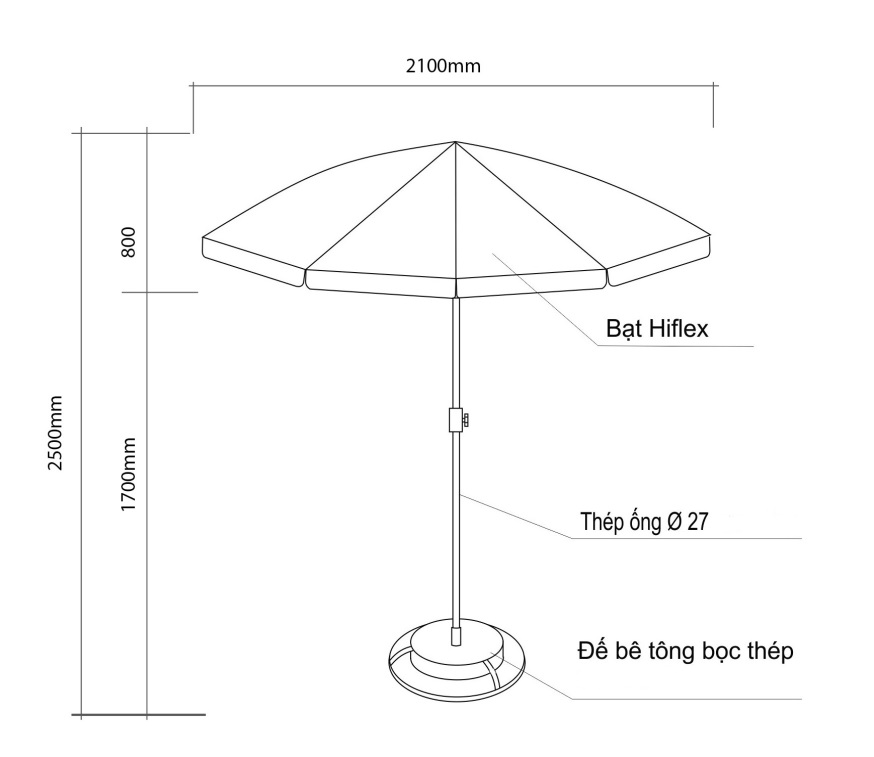 2100mm
800
Bạt Hiflex
2500mm
1700mm
Thép ống Ø 27
Đế bê tông bọc thép